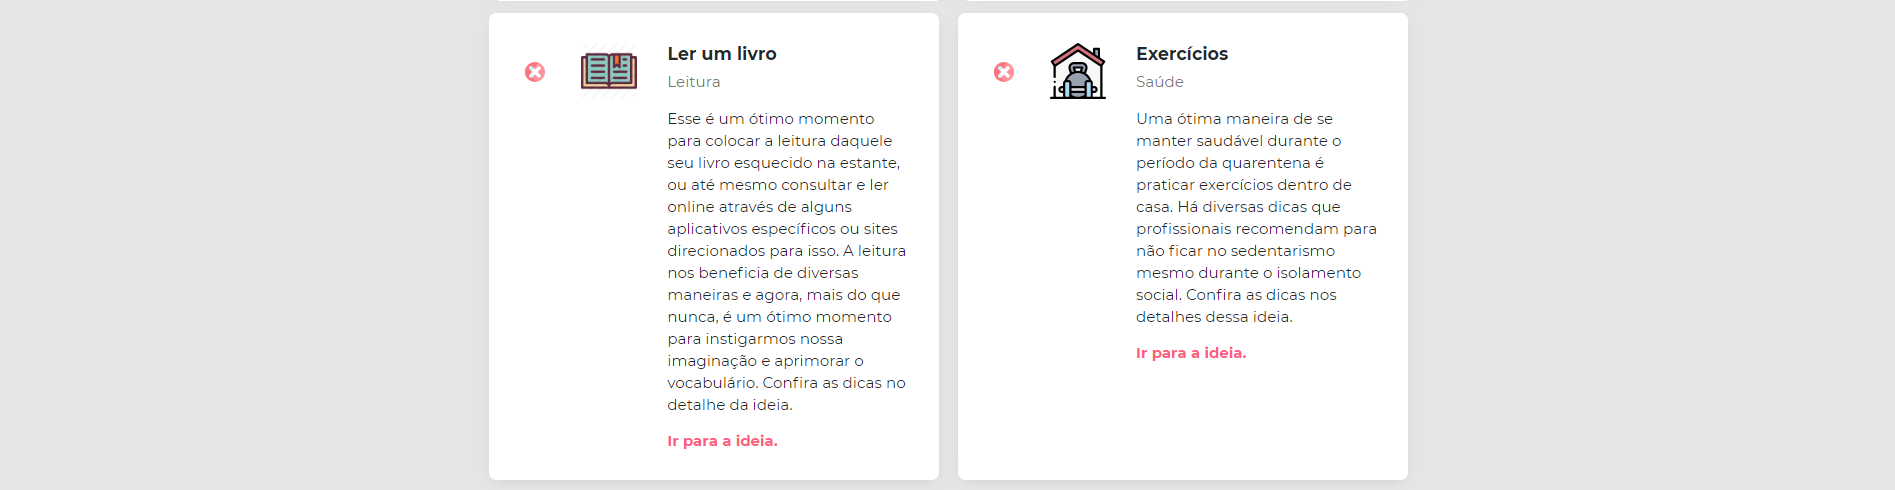 Ler um livro
Leitura
Esse é um ótimo momento
para colocar a leitura daquele
seu livro esquecido na estante,
ou até mesmo consultar e ler
online através de alguns
aplicativos específicos ou sites
direcionados para isso. A leitura
nos beneficia de diversas
maneiras e agora, mais do que
nunca, é um ótimo momento
para instigarmos nossa
imaginação e aprimorar o
vocabulário. Confira as dicas no
detalhe da ideia.
Ir para a ideia.
Exercícios
Saúde
Uma ótima maneira de se
manter saudável durante o
período da quarentena é
praticar exercícios dentro de
casa. Há diversas dicas que
profissionais recomendam para
não ficar no sedentarismo
mesmo durante o isolamento
social. Confira as dicas nos
detalhes dessa ideia.
Ir para a ideia.